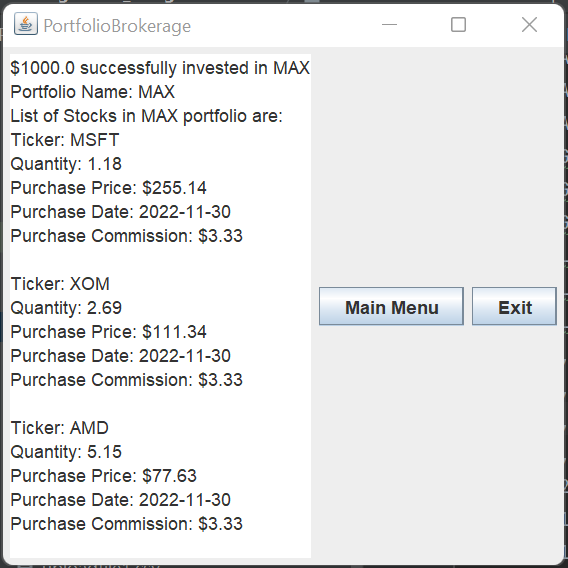 PortfolioBrokerage
$1000.0 successfully invested in MAX
Portfolio Name: MAX
List of Stocks in MAX portfolio are:
Ticker: MSFT
Quantity: 1.18
Purchase Price: $255.14
Purchase Date: 2022-11-30
Purchase Commission: $3.33
Ticker: XOM
Quantity: 2.69
Purchase Price: $111.34
Purchase Date: 2022-11-30
Purchase Commission: $3.33
Ticker: AMD
Quantity: 5.15
Purchase Price: $77.63
Purchase Date: 2022-11-30
Purchase Commission: $3.33
Main Menu
Exit